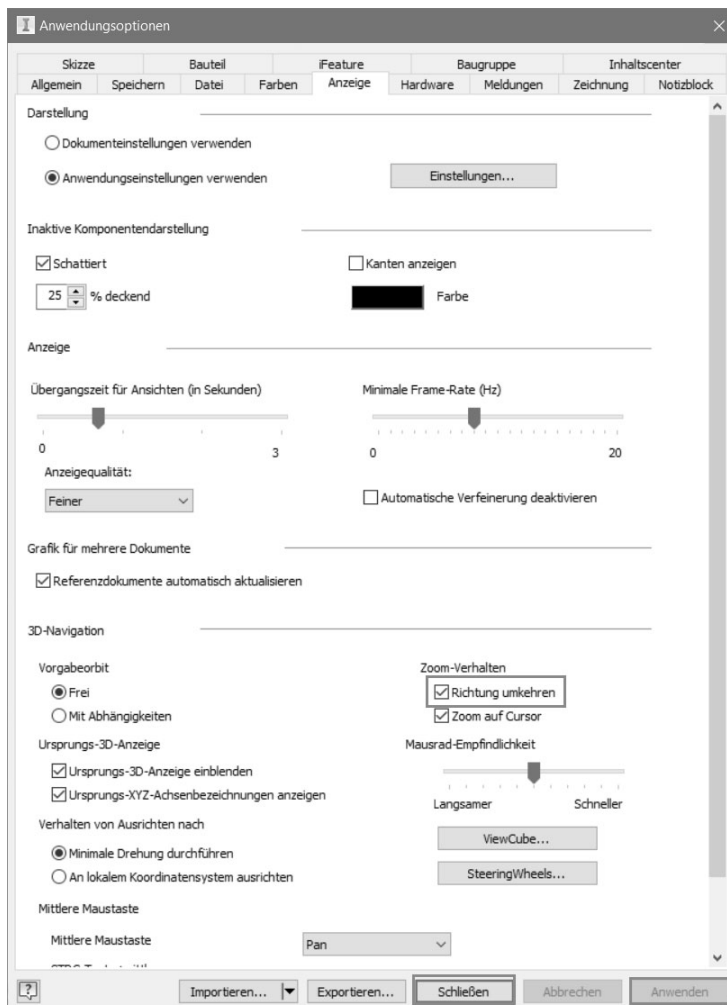 Anwendungsoptionen
Skizze Bauteil iFeature Baugruppe Inhaltscenter
Allgemein Speichern Datei Farben Anzeige Hardware Meldungen Zeichnung Notizblock
Darstellung
Dokumenteinstellungen verwenden
Anwendungseinstellungen verwenden Einstellungen...
Inaktive Komponentendarstellung
Schattiert Kanten anzeigen
25 % deckend Farbe
Anzeige
Übergangszeit für Ansichten (in Sekunden) Minimale Frame-Rate (Hz)
0 3 0 20
Anzeigequalität:
Feiner Automatische Verfeinerung deaktivieren
Grafik für mehrere Dokumente
Referenzdokumente automatisch aktualisieren
3D-Navigation
Vorgabeorbit Zoom-Verhalten
Frei Richtung umkehren
Mit Abhängigkeiten Zoom auf Cursor
Ursprungs-3D-Anzeige Mausrad-Empfindlichkeit
Ursprungs-3D-Anzeige einblenden
Ursprungs-XYZ-Achsenbezeichnungen anzeigen Langsamer Schneller
Verhalten von Ausrichten nach ViewCube...
Minimale Drehung durchführen
An lokalem Koordinatensystem ausrichten SteeringWheels...
Mittlere Maustaste
Mittlere Maustaste Pan
Importieren... Exportieren... Schließen Abbrechen Anwenden